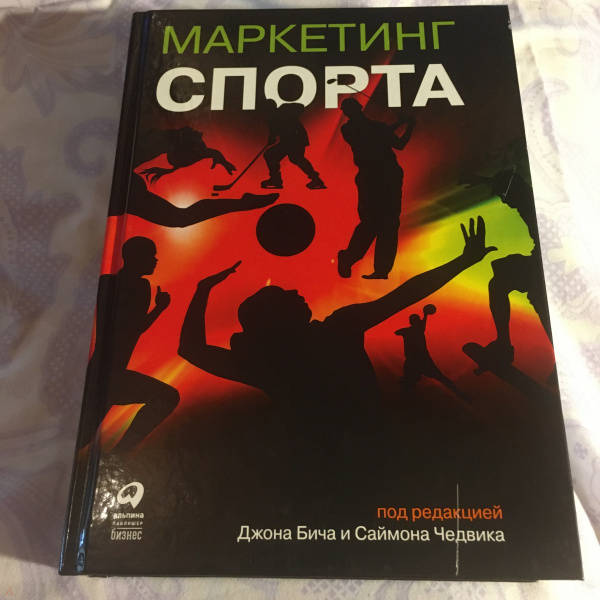 МАРКЕТИНГ
СПОРТА
под редакцией
Джона Бича и Саймона Чедвика
альпина
паблишер
бизнес